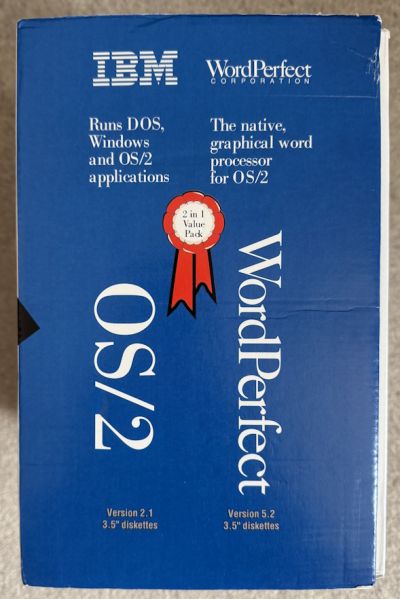 IBM
WordPerfect
CORPORATION
Runs DOS,
Windows
and OS/2
applications
The native,
graphical word
processor
for OS/2
2 in 1
Value
Pack
OS/2
WordPerfect
Version 2.1
3.5" diskettes
Version 5.2
3.5" diskettes